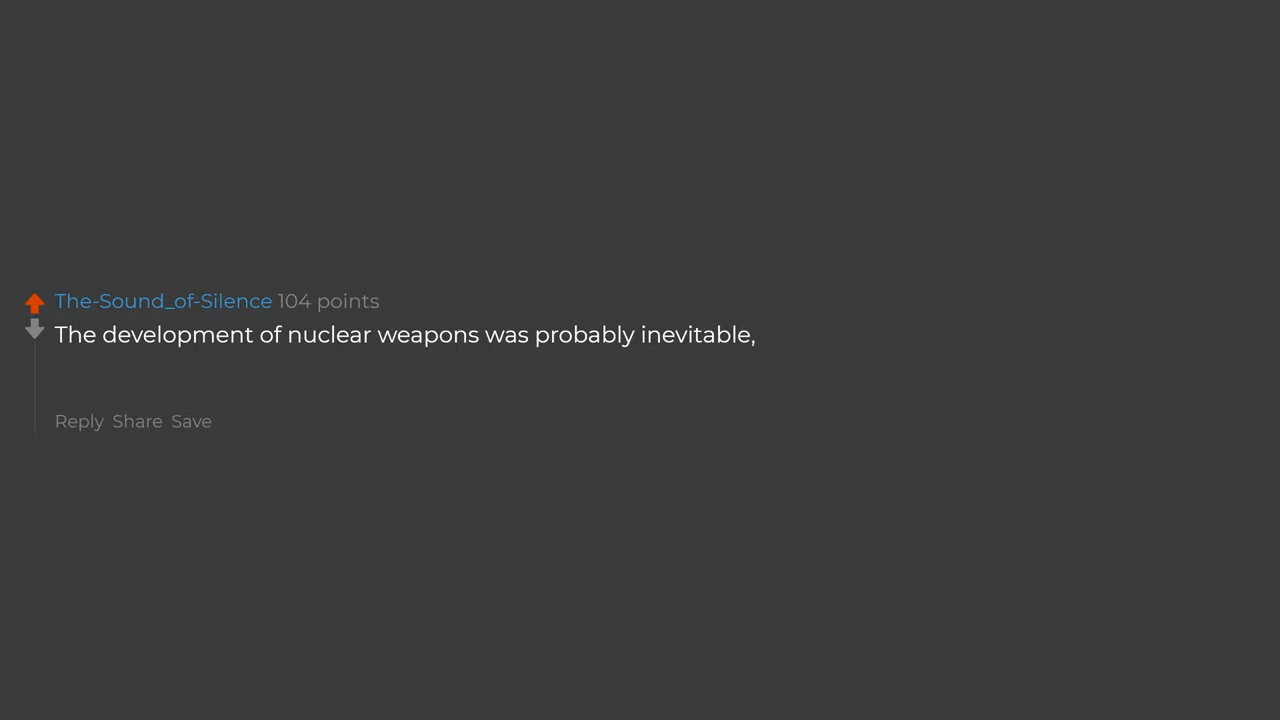 The-Sound_of-Silence 104 points
The development of nuclear weapons was probably inevitable,
Reply Share Save